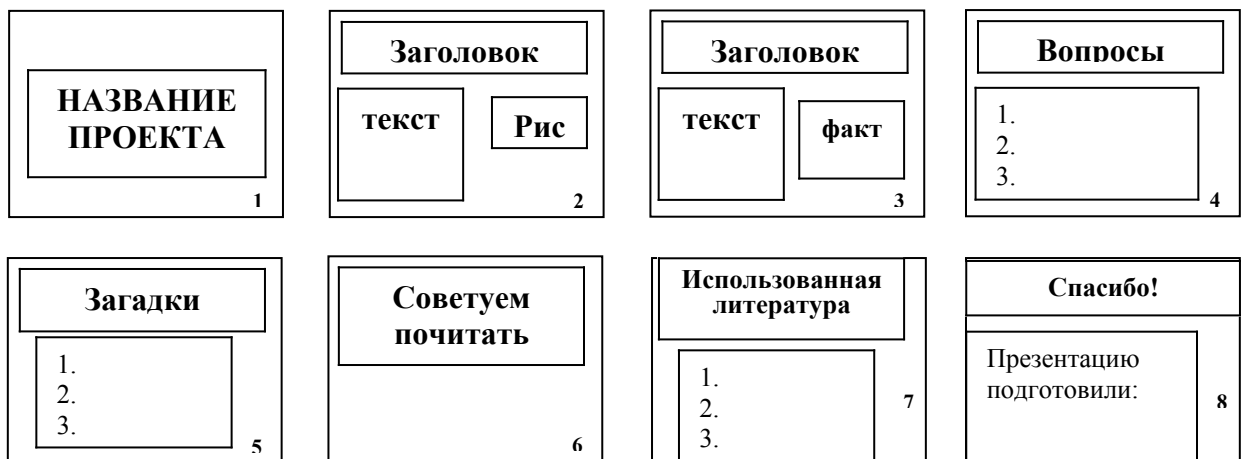 НАЗВАНИЕ
ПРОЕКТА
1
Заголовок
текст
Рис
2
Заголовок
текст
факт
3
Вопросы
1.
2.
3.
4
Загадки
1.
2.
3.
5
Советуем
почитать
6
Использованная
литература
1.
2.
3.
7
Спасибо!
Презентацию
подготовили:
8